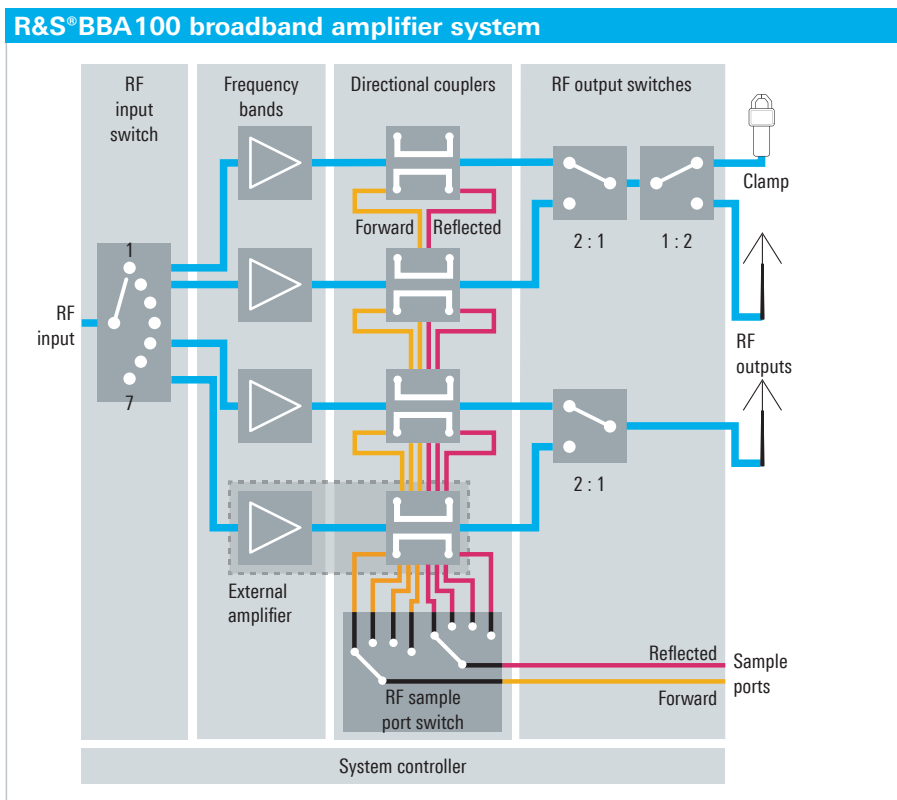 R&S®BBA100 broadband amplifier system
RF
input
switch
Frequency
bands
Directional couplers
RF output switches
Clamp
Forward
Reflected
2 : 1
1 : 2
1
RF
input
7
RF
outputs
2 : 1
External
amplifier
Reflected
Forward
Sample
ports
RF sample
port switch
System controller